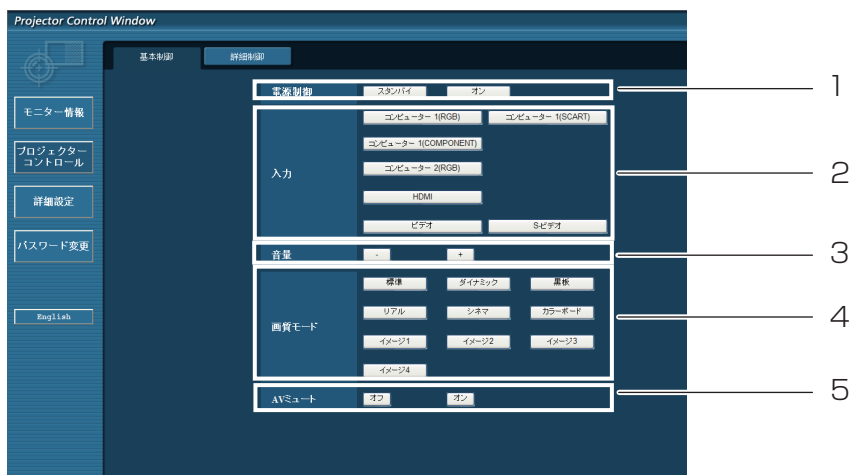 Projector Control Window
基本制御 詳細制御
モニター情報
プロジェクター
コントロール
詳細設定
パスワード変更
English
電源制御 スタンバイ オン 1
入力 2
コンピューター 1(RGB) コンピューター 1(SCART)
コンピューター 1(COMPONENT)
コンピューター 2(RGB)
HDMI
ビデオ S-ビデオ
音量 - + 3
画質モード 4
標準 ダイナミック 黒板
リアル シネマ カラーボード
イメージ1 イメージ2 イメージ3
イメージ4
AVミュート オフ オン 5